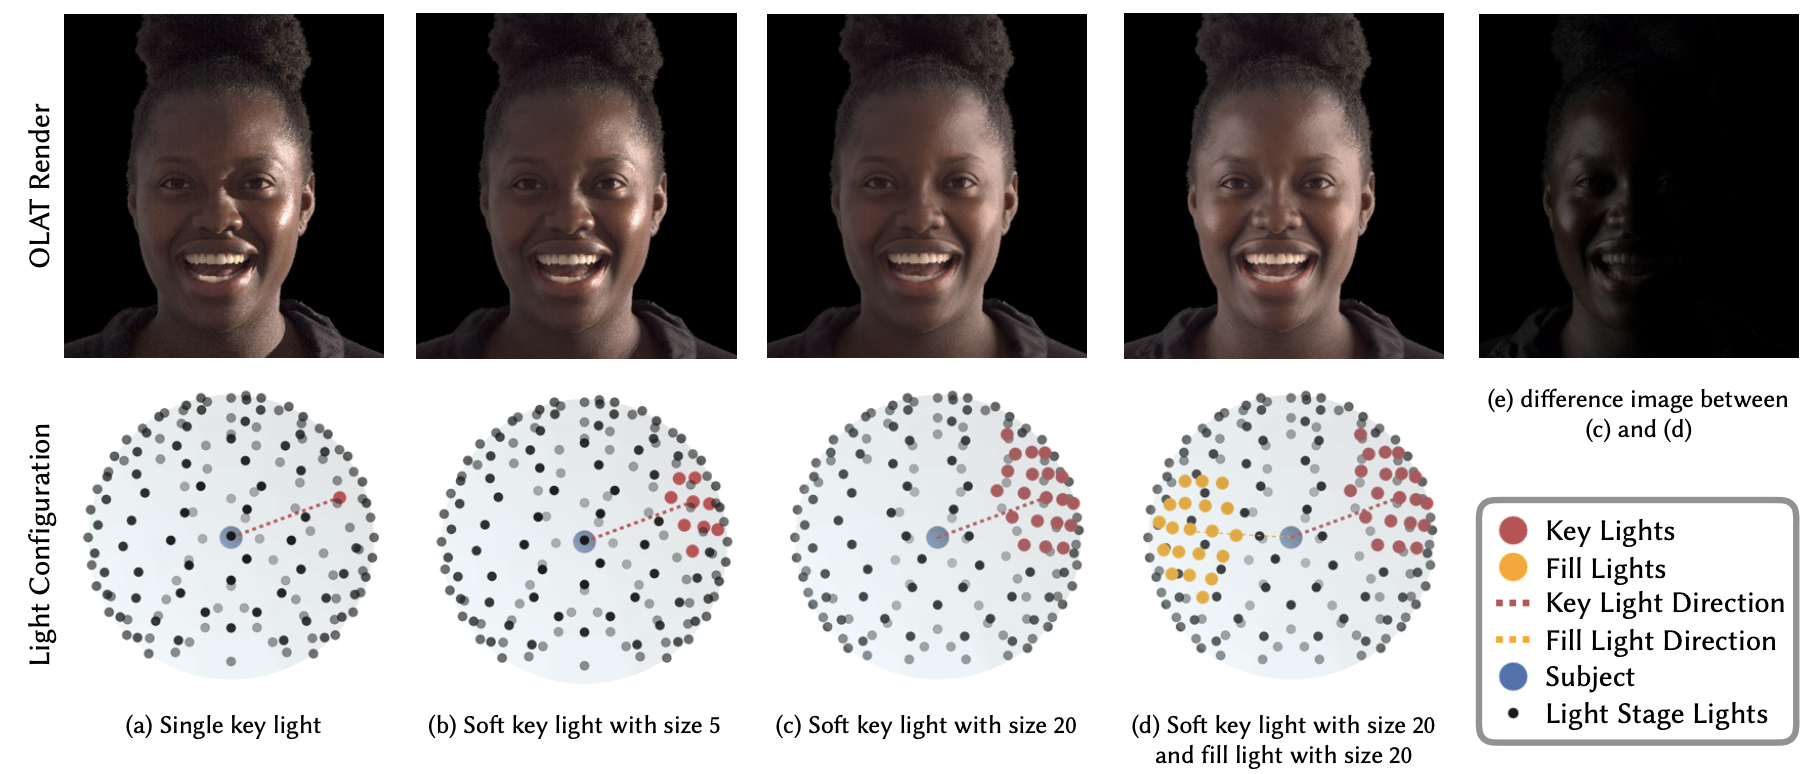 OLAT Render
Light Configuration
(e) difference image between
(c) and (d)
Key Lights
Fill Lights
Key Light Direction
Fill Light Direction
Subject
Light Stage Lights
(a) Single key light
(b) Soft key light with size 5
(c) Soft key light with size 20
(d) Soft key light with size 20
and fill light with size 20